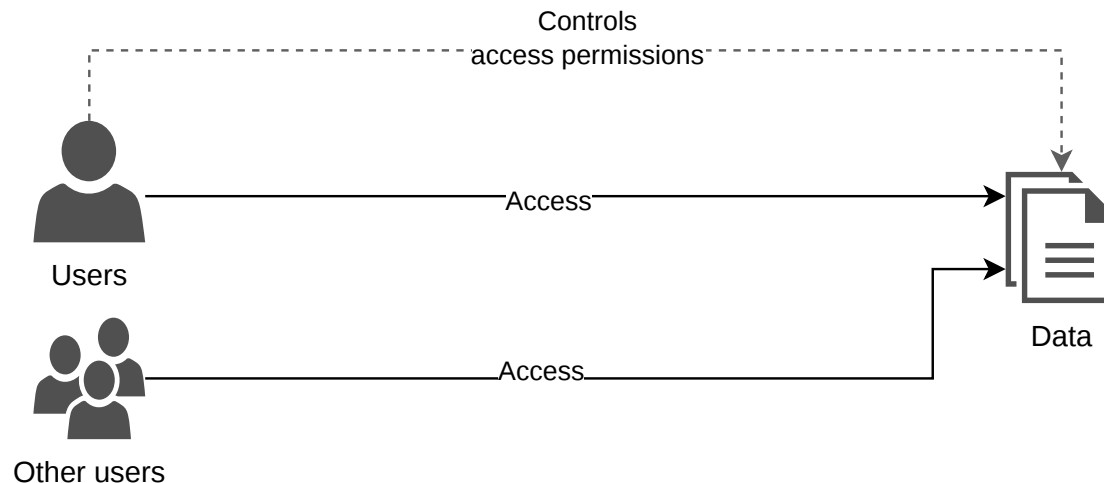 Controls
access permissions
Access
Users
Access
Data
Other users